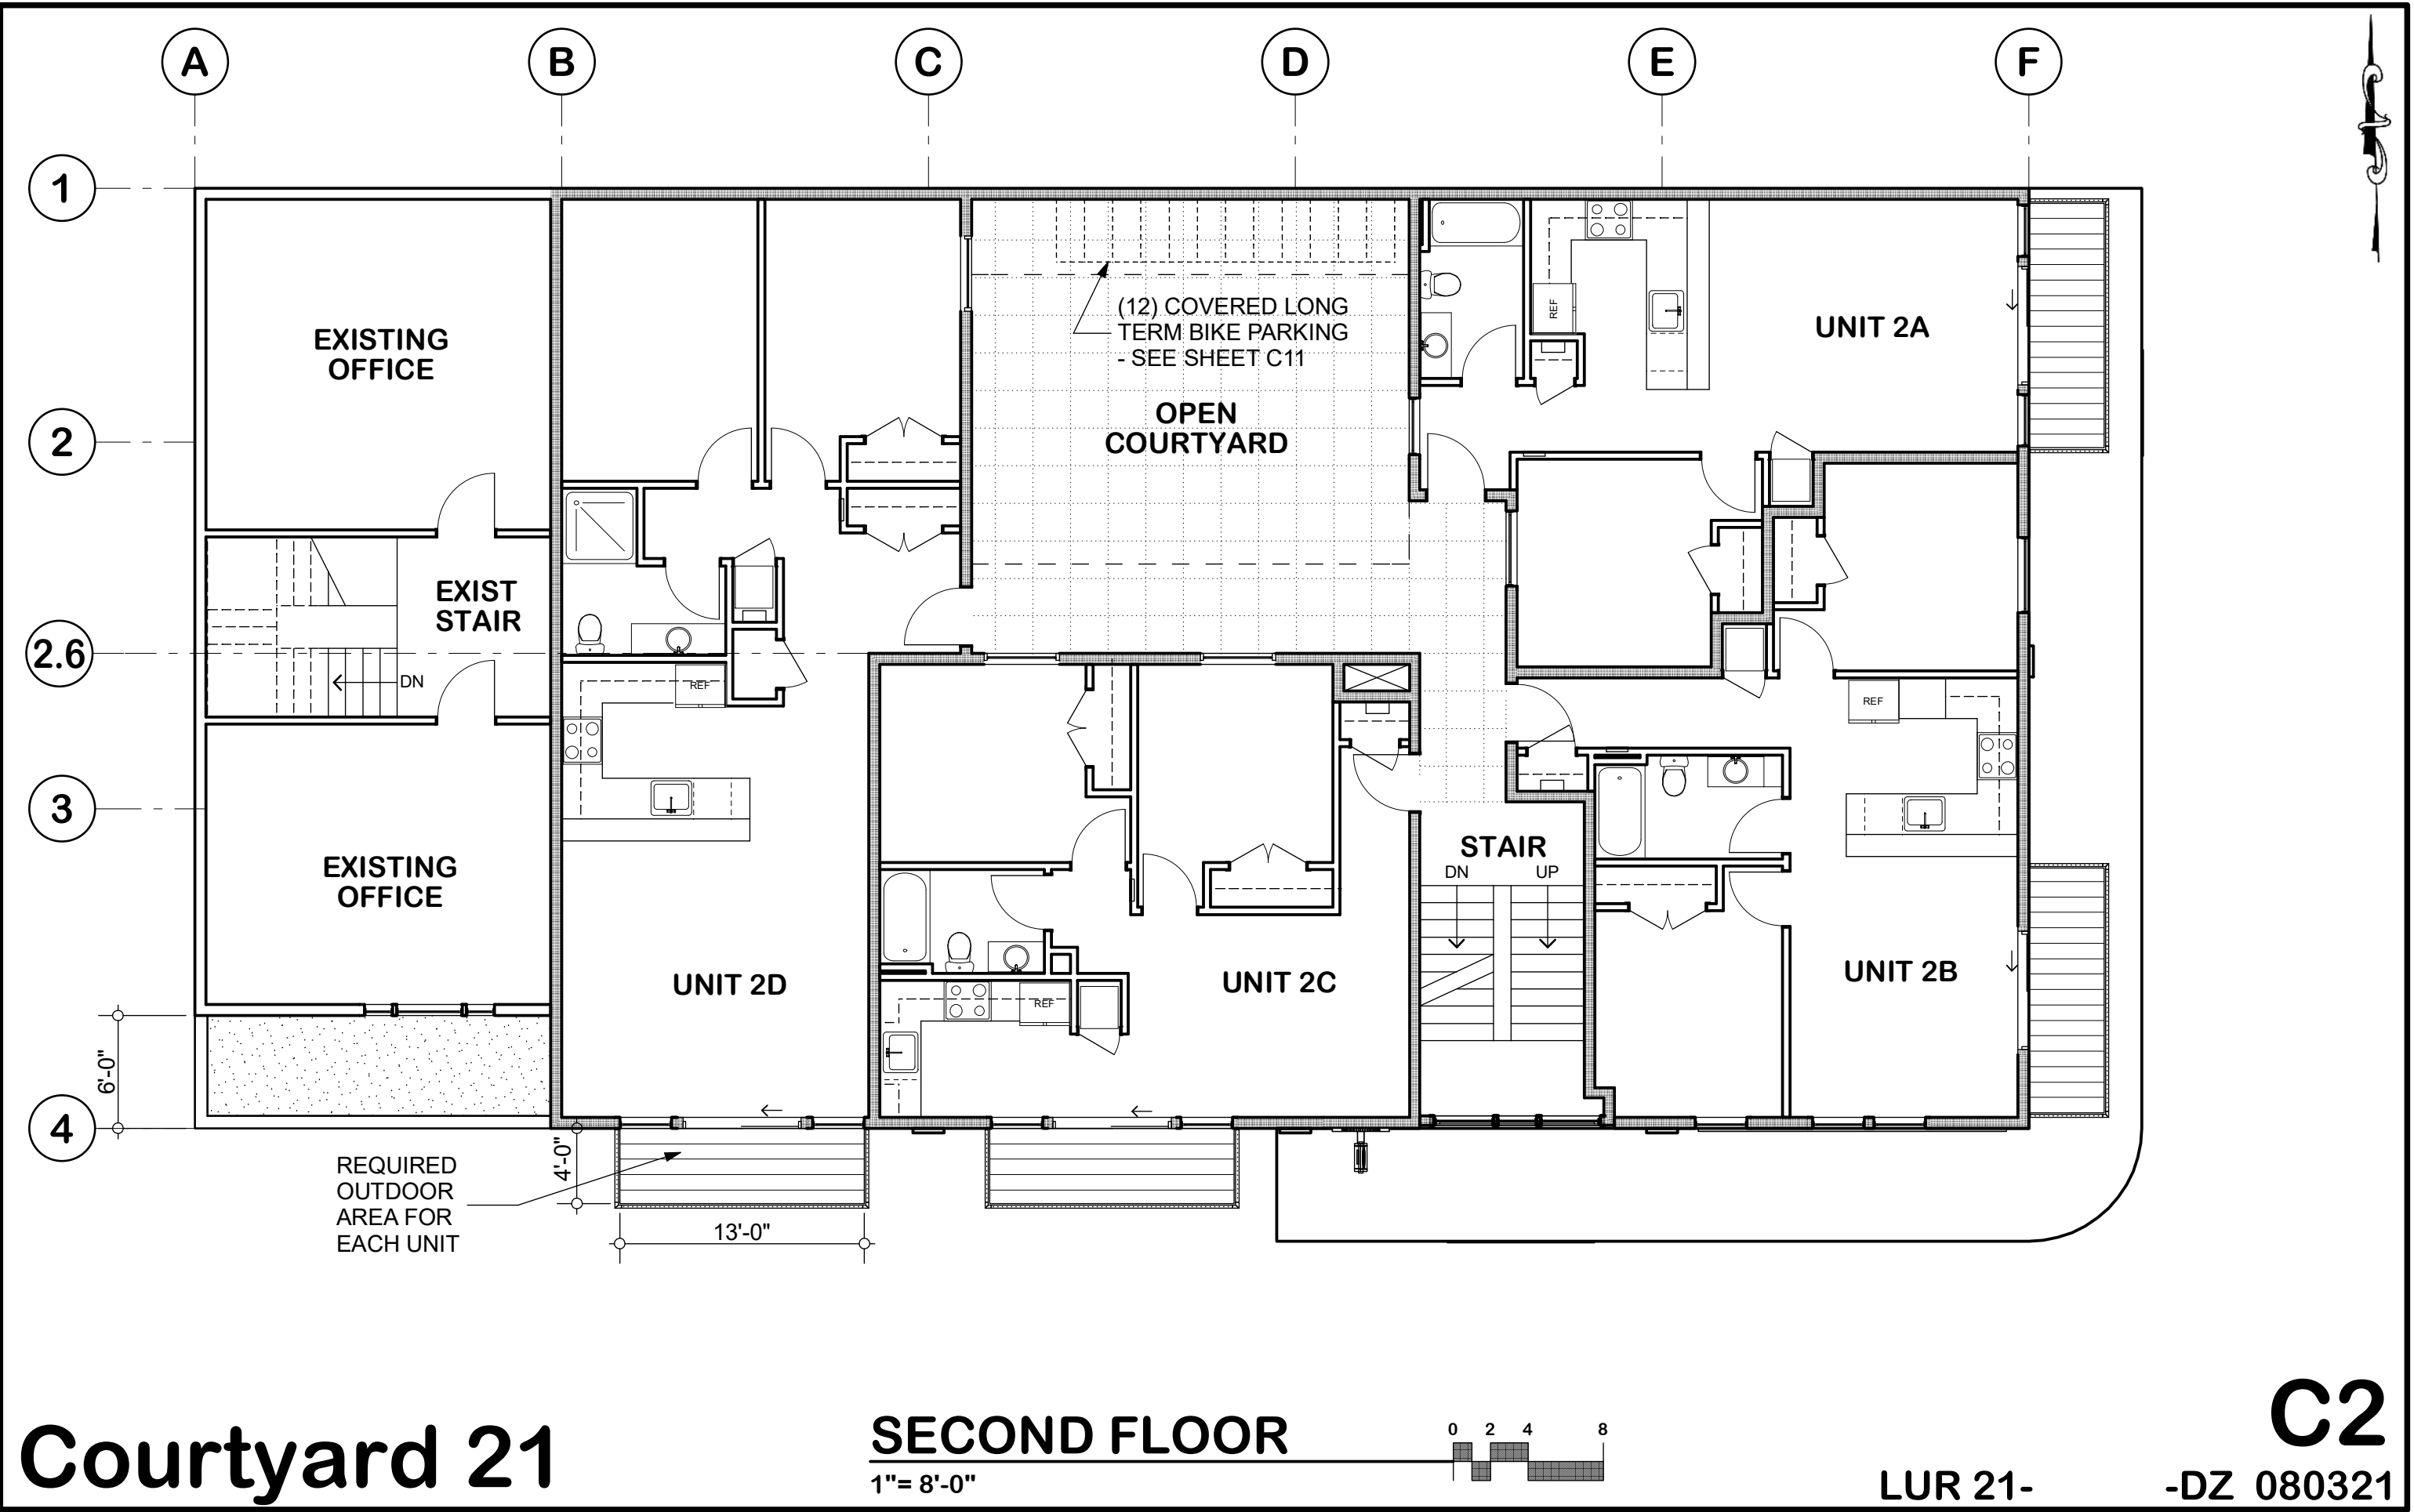 A
B
C
D
E
F
1
2
2.6
3
4
EXISTING
OFFICE
(12) COVERED LONG
TERM BIKE PARKING
- SEE SHEET C11
OPEN
COURTYARD
REF
UNIT 2A
EXIST
STAIR
DN
REF
REF
EXISTING
OFFICE
STAIR
DN UP
UNIT 2D
REF
UNIT 2C
UNIT 2B
6'-0"
4'-0"
13'-0"
REQUIRED
OUTDOOR
AREA FOR
EACH UNIT
Courtyard 21
SECOND FLOOR
1"= 8'-0"
0 2 4 8
C2
LUR 21- -DZ 080321